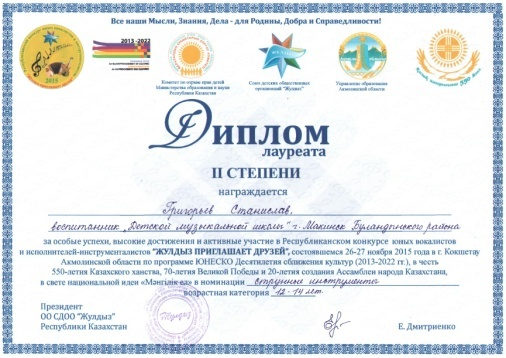 Все наши Мысли, Знания, Дела - для Родины, Добра и Справедливости!
2013-2022
2015
Комитет по охране прав детей
Министерства образования и науки
Республики Казахстан
Союз детских общественных
организаций "Жулдыз"
Управление образования
Акмолинской области
550
Диплом
лауреата
II СТЕПЕНИ
награждается
Григорьев Станислав,
воспитанник „Детской музыкальной школы" г. Макинск Буландынского района
за особые успехи, высокие достижения и активные участие в Республиканском конкурсе юных вокалистов
и исполнителей-инструменталистов "ЖУЛДЫЗ ПРИГЛАШАЕТ ДРУЗЕЙ", состоявшемся 26-27 ноября 2015 года в г. Кокшетау
Акмолинской области по программе ЮНЕСКО Десятилетия сближения культур (2013-2022 гг.), в честь
550-летия Казахского ханства, 70-летия Великой Победы и 20-летия создания Ассамблеи народа Казахстана,
в свете национальной идеи «Мәңгілік ел» в номинации струнные инструменты
возрастная категория 12-14 лет.
Президент
ОО СДОО "Жулдыз"
Республики Казахстан
Е. Дмитриенко